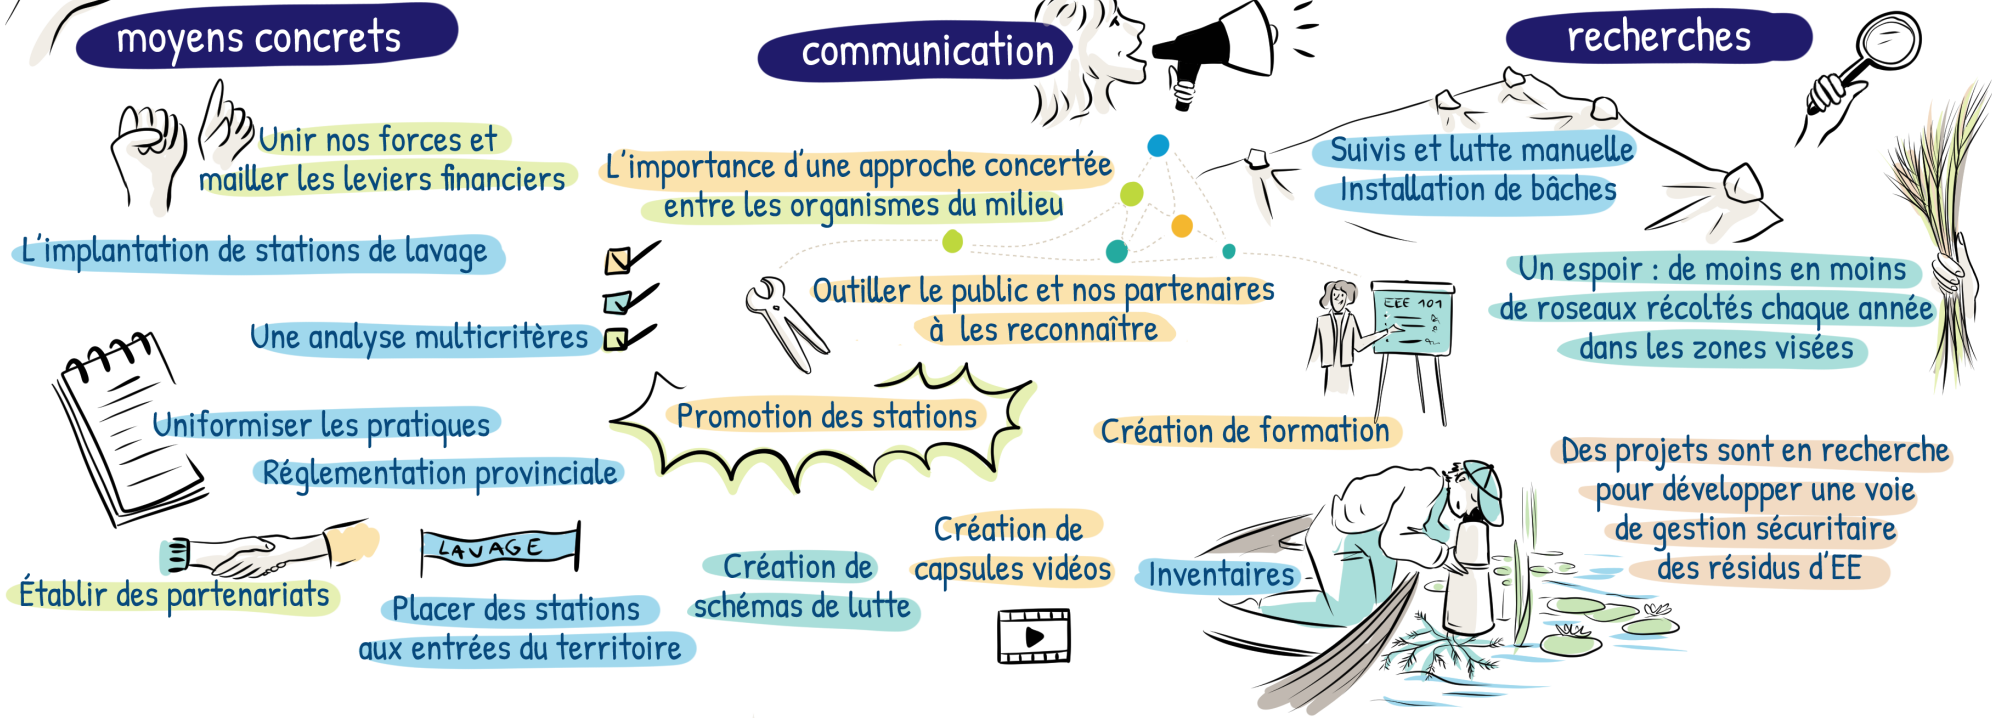 moyens concrets
Unir nos forces et
mailler les leviers financiers
L'implantation de stations de lavage
Une analyse multicritères
Uniformiser les pratiques
Réglementation provinciale
Établir des partenariats
LAVAGE
Placer des stations
aux entrées du territoire
communication
L'importance d'une approche concertée
entre les organismes du milieu
Outiller le public et nos partenaires
à les reconnaître
EEE 101
Promotion des stations
Création de formation
Création de
capsules vidéos
Création de
schémas de lutte
recherches
Suivis et lutte manuelle
Installation de bâches
Un espoir : de moins en moins
de roseaux récoltés chaque année
dans les zones visées
Inventaires
Des projets sont en recherche
pour développer une voie
de gestion sécuritaire
des résidus d'EE